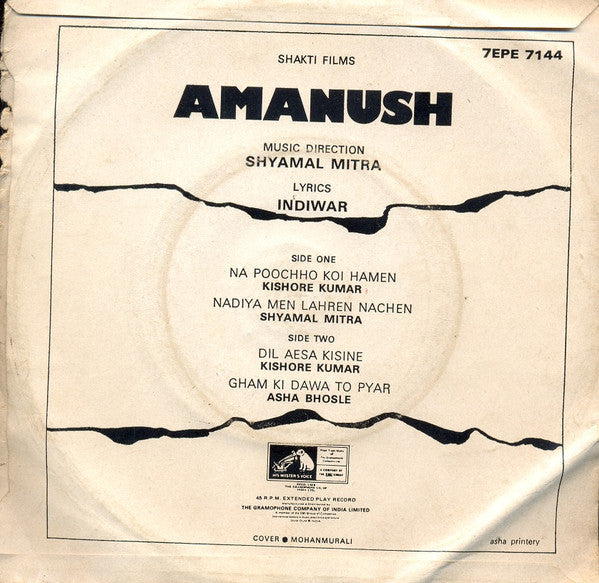 SHAKTI FILMS
7EPE 7144
AMANUSH
MUSIC DIRECTION
SHYAMAL MITRA
LYRICS
INDIWAR
SIDE ONE
NA POOCHHO KOI HAMEN
KISHORE KUMAR
NADIYA MEN LAHREN NACHEN
SHYAMAL MITRA
SIDE TWO
DIL AESA KISINE
KISHORE KUMAR
GHAM KI DAWA TO PYAR
ASHA BHOSLE
HIS MASTER'S VOICE
45 R.P.M. EXTENDED PLAY RECORD
THE GRAMOPHONE COMPANY OF INDIA LIMITED
COVER ● MOHANMURALI
asha printery